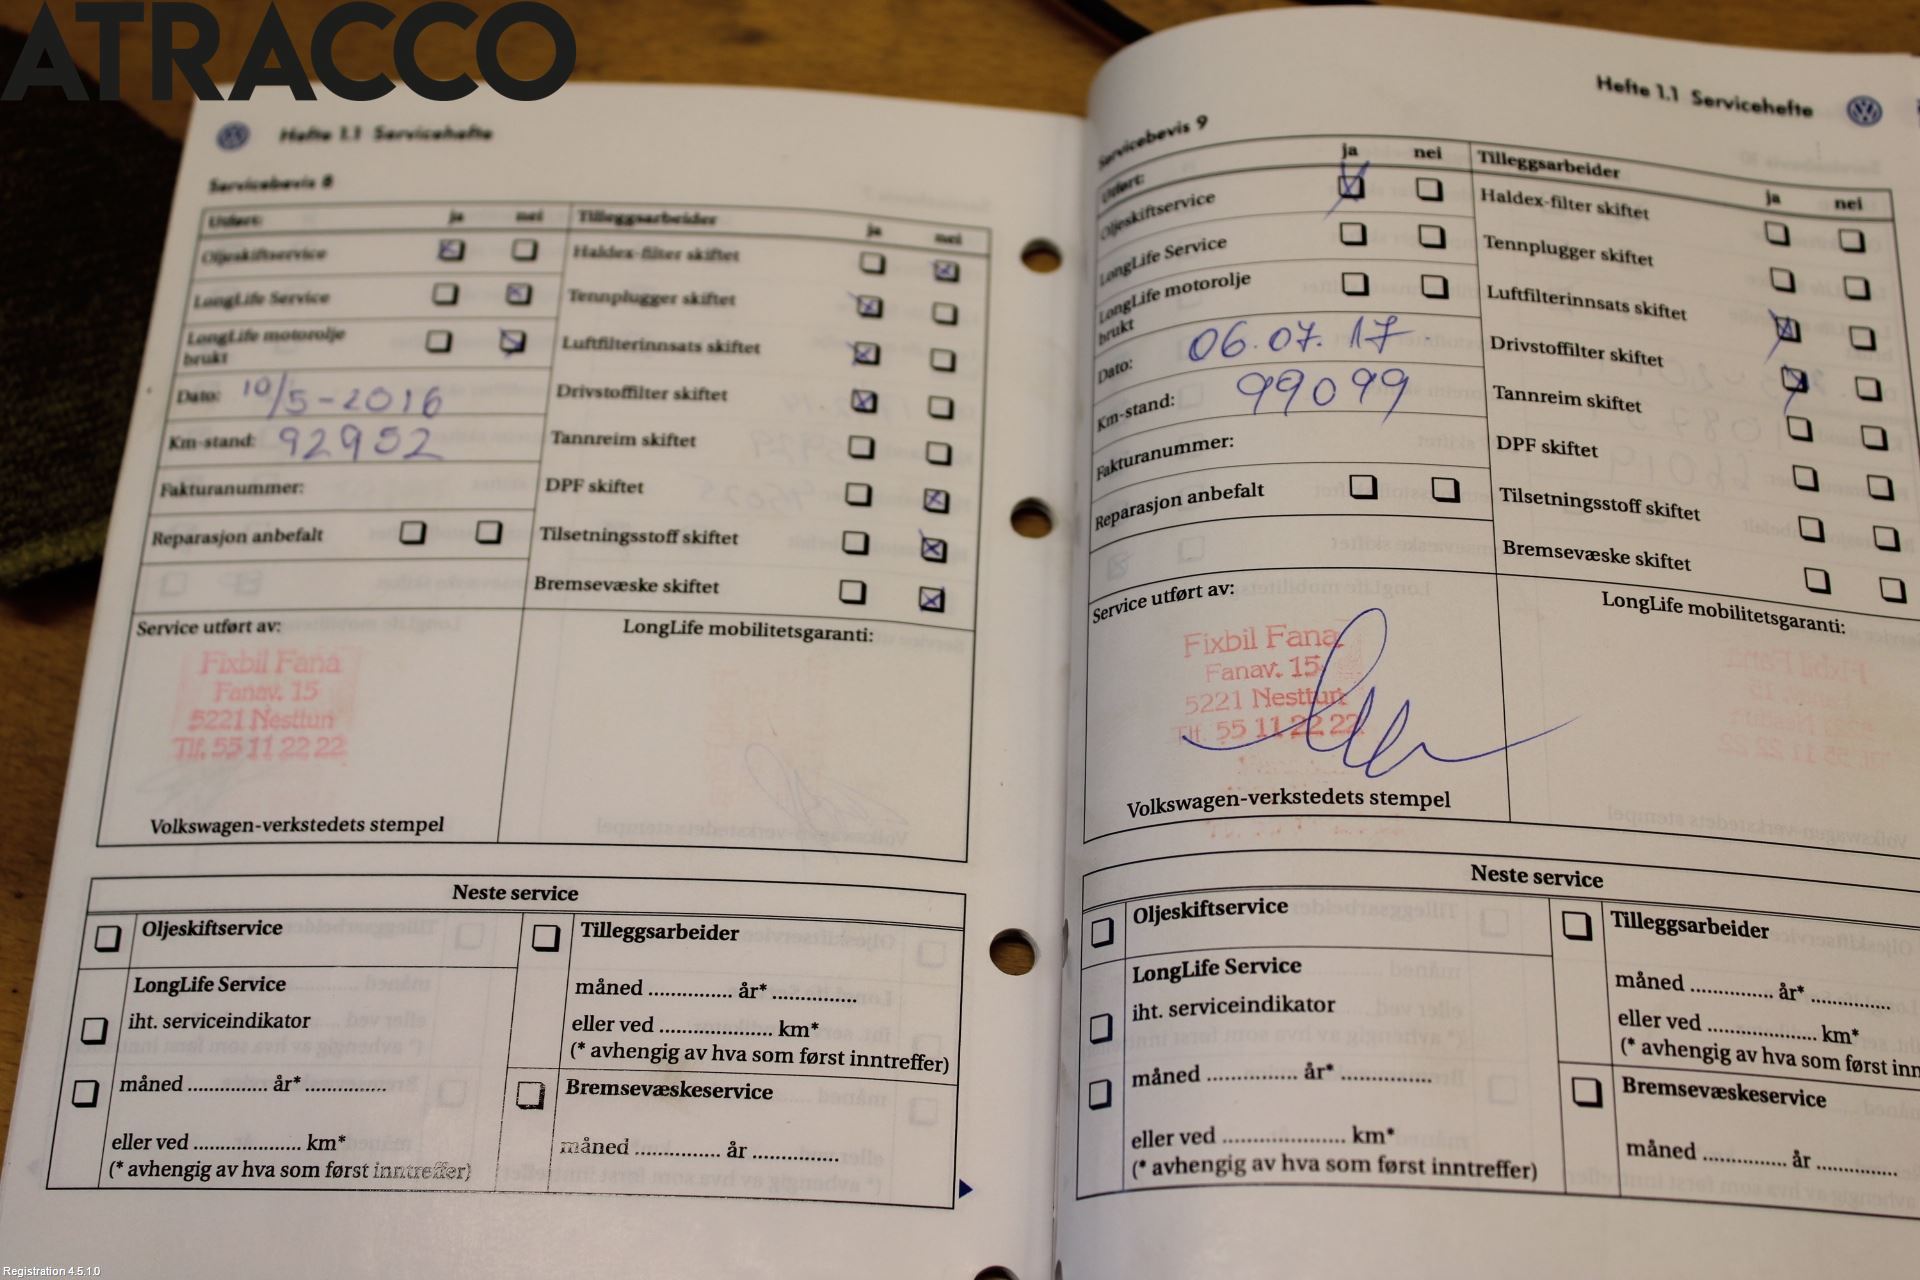 ATRACCO
Hefte 1.1 Servicehefte
Servicebevis 8
Utført: ja nei Tilleggsarbeider ja nei
Oljeskiftservice Haldex-filter skiftet
LongLife Service Tennplugger skiftet
LongLife motorolje Luftfilterinnsats skiftet
brukt
Dato: 10/5-2016 Drivstoffilter skiftet
Km-stand: 92952 Tannreim skiftet
Fakturanummer: DPF skiftet
Reparasjon anbefalt Tilsetningsstoff skiftet
Bremsevæske skiftet
Service utført av: LongLife mobilitetsgaranti:
Fixbil Fana
Fanav. 15
5221 Nesttun
Tlf. 55 11 22 22
Volkswagen-verkstedets stempel
Neste service
Oljeskiftservice Tilleggsarbeider
LongLife Service måned .............. år* ..............
iht. serviceindikator eller ved ................... km*
(* avhengig av hva som først inntreffer)
måned ............. år* ............. Bremsevæskeservice
eller ved .................. km* måned .............. år ..............
(* avhengig av hva som først inntreffer)
Hefte 1.1 Servicehefte
Servicebevis 9
Utført: ja nei Tilleggsarbeider ja nei
Oljeskiftservice Haldex-filter skiftet
LongLife Service Tennplugger skiftet
LongLife motorolje Luftfilterinnsats skiftet
brukt
Dato: 06.07.17 Drivstoffilter skiftet
Km-stand: 99099 Tannreim skiftet
Fakturanummer: DPF skiftet
Reparasjon anbefalt Tilsetningsstoff skiftet
Bremsevæske skiftet
Service utført av: LongLife mobilitetsgaranti:
Fixbil Fana
Fanav. 15
5221 Nesttun
Tlf. 55 11 22 22
Volkswagen-verkstedets stempel
Neste service
Oljeskiftservice Tilleggsarbeider
LongLife Service måned .............. år* .............
iht. serviceindikator eller ved .................. km*
(* avhengig av hva som først inn
måned ............... år* ............... Bremsevæskeservice
eller ved ..................... km* måned .............. år ..............
(* avhengig av hva som først inntreffer)
Registration 4.5.1.0